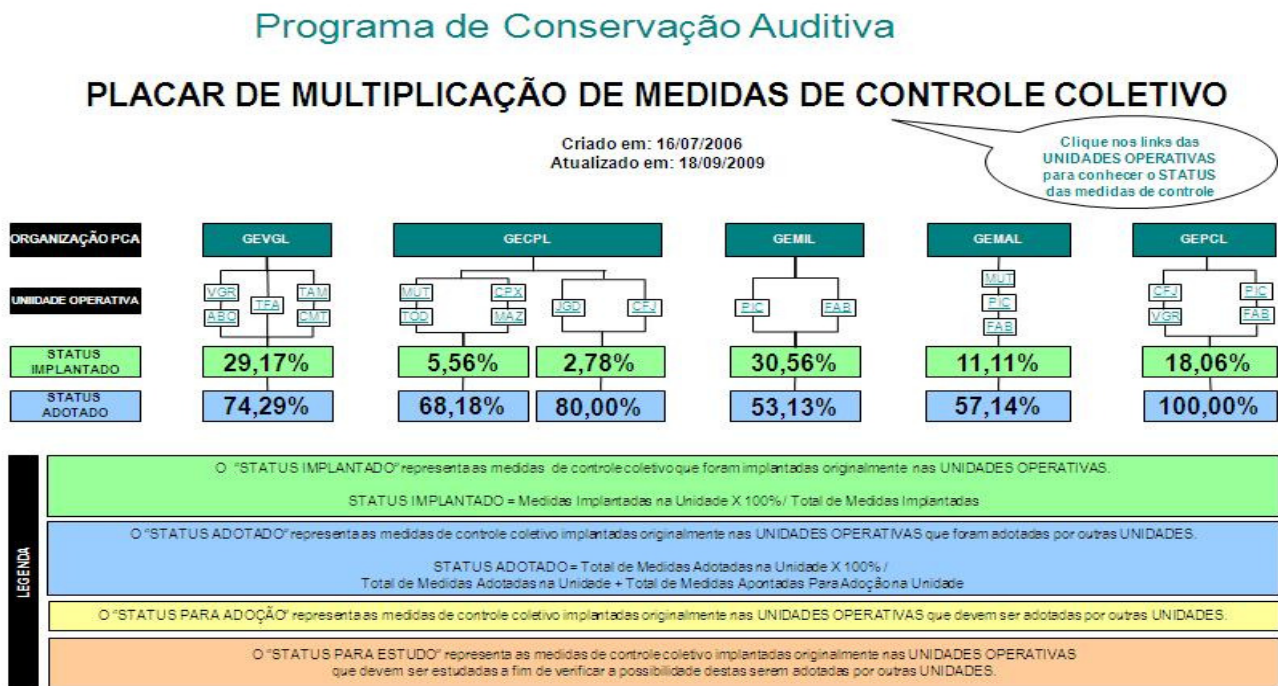 Programa de Conservação Auditiva
PLACAR DE MULTIPLICAÇÃO DE MEDIDAS DE CONTROLE COLETIVO
Criado em: 16/07/2006
Atualizado em: 18/09/2009
Clique nos links das
UNIDADES OPERATIVAS
para conhecer o STATUS
das medidas de controle
ORGANIZAÇÃO PCA
GEVGL GECPL GEMIL GEMAL GEPCL
UNIIDADE OPERATIVA
VGR TFA TAM
ABO CMT
MUT CPX
TOD MAZ
JGD CFJ
PIC FAB
MUT
PIC
FAB
CFJ PIC
VGR FAB
STATUS
IMPLANTADO
29,17% 5,56% 2,78% 30,56% 11,11% 18,06%
STATUS
ADOTADO
74,29% 68,18% 80,00% 53,13% 57,14% 100,00%
LEGENDA
O "STATUS IMPLANTADO" representa as medidas de controle coletivo que foram implantadas originalmente nas UNIDADES OPERATIVAS.
STATUS IMPLANTADO = Medidas Implantadas na Unidade X 100% / Total de Medidas Implantadas
O "STATUS ADOTADO" representa as medidas de controle coletivo implantadas originalmente nas UNIDADES OPERATIVAS que foram adotadas por outras UNIDADES.
STATUS ADOTADO = Total de Medidas Adotadas na Unidade X 100% /
Total de Medidas Adotadas na Unidade + Total de Medidas Apontadas Para Adoção na Unidade
O "STATUS PARA ADOÇÃO" representa as medidas de controle coletivo implantadas originalmente nas UNIDADES OPERATIVAS que devem ser adotadas por outras UNIDADES.
O "STATUS PARA ESTUDO" representa as medidas de controle coletivo implantadas originalmente nas UNIDADES OPERATIVAS
que devem ser estudadas a fim de verificar a possibilidade destas serem adotadas por outras UNIDADES.